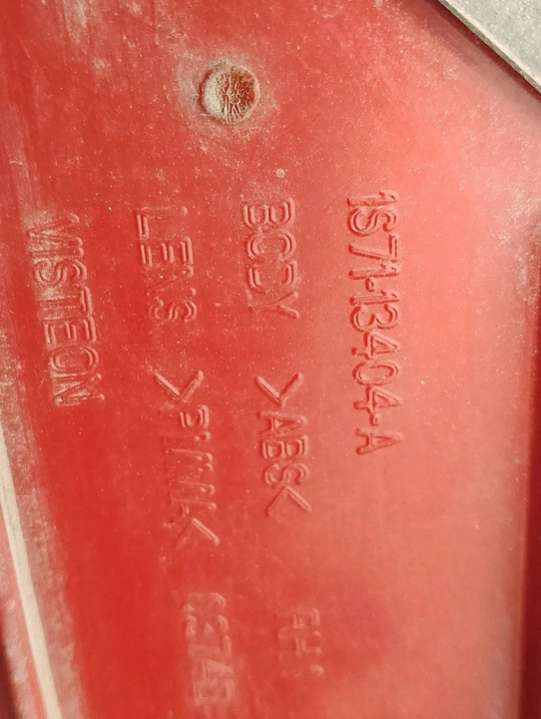 1S71-13404-A
BODY >ABS<
LENS >PMMA<
VISTEON